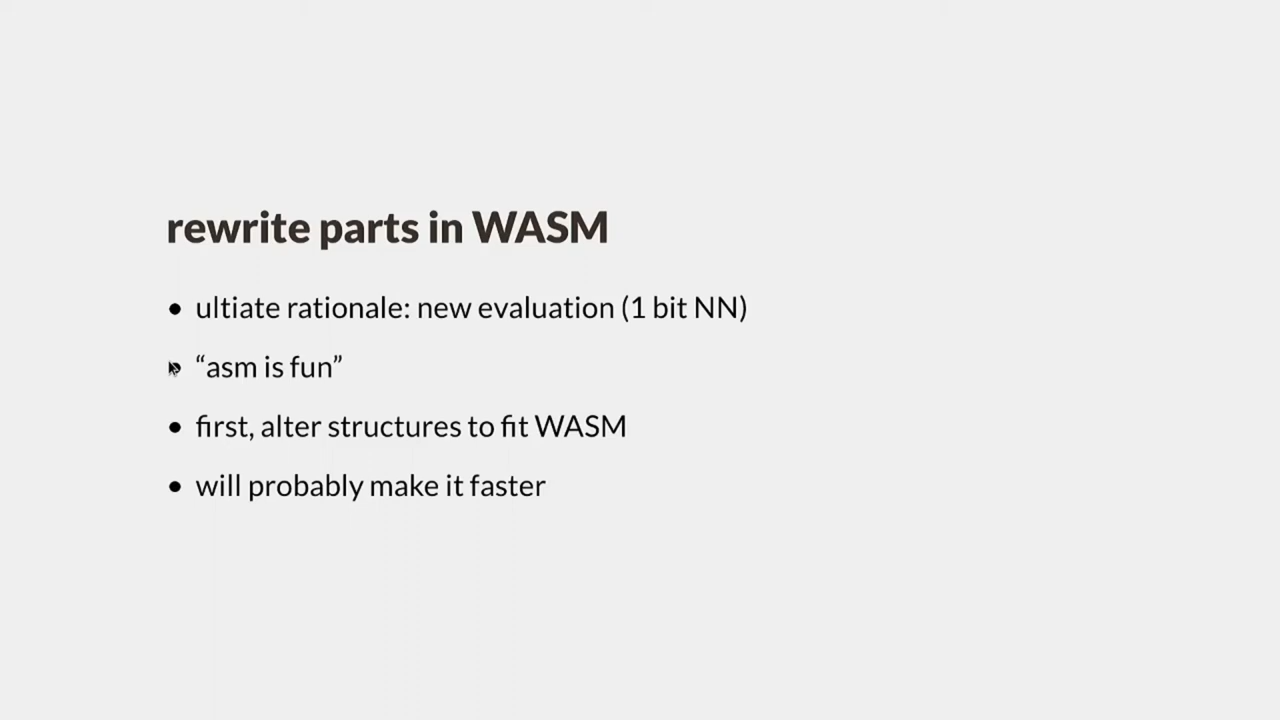 rewrite parts in WASM
• ultiate rationale: new evaluation (1 bit NN)
• “asm is fun”
• first, alter structures to fit WASM
• will probably make it faster